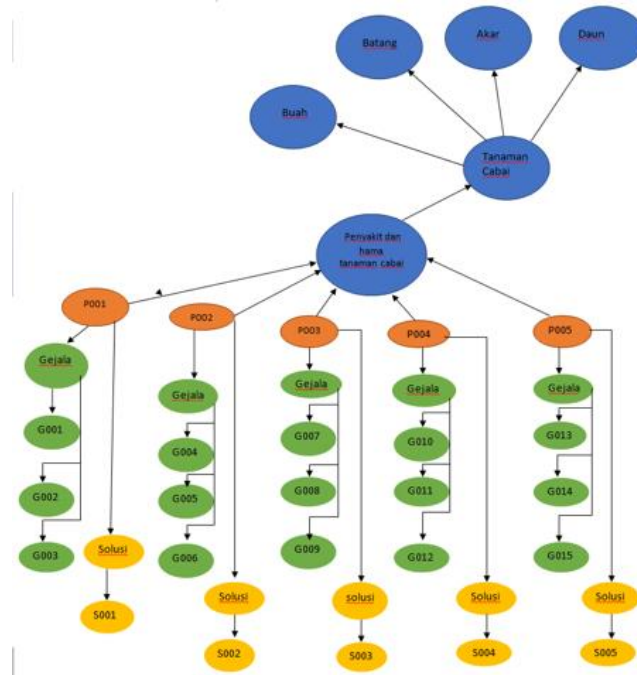 Batang
Akar
Daun
Buah
Tanaman
Cabai
Penyakit dan
hama
tanaman cabai
P001
P002
P003
P004
P005
Gejala
Gejala
Gejala
Gejala
Gejala
G001
G002
G003
G004
G005
G006
G007
G008
G009
G010
G011
G012
G013
G014
G015
Solusi
Solusi
solusi
Solusi
Solusi
S001
S002
S003
S004
S005